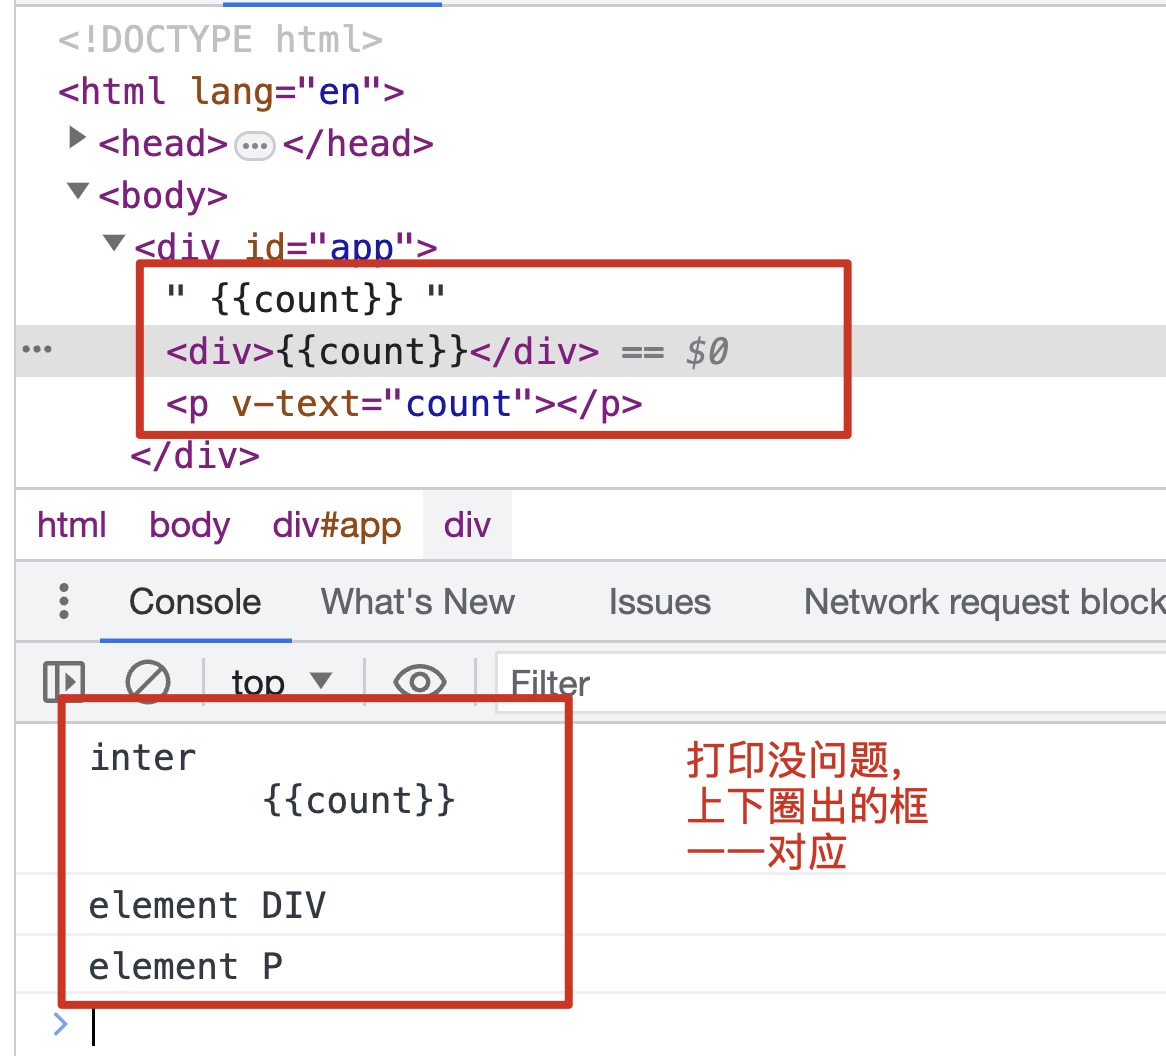 <!DOCTYPE html>
<html lang="en">
<head>…</head>
<body>
<div id="app">
" {{count}} "
<div>{{count}}</div> == $0
<p v-text="count"></p>
</div>
html body div#app div
Console What's New Issues Network request block
top Filter
inter
{{count}}
打印没问题，
上下圈出的框
一一对应
element DIV
element P